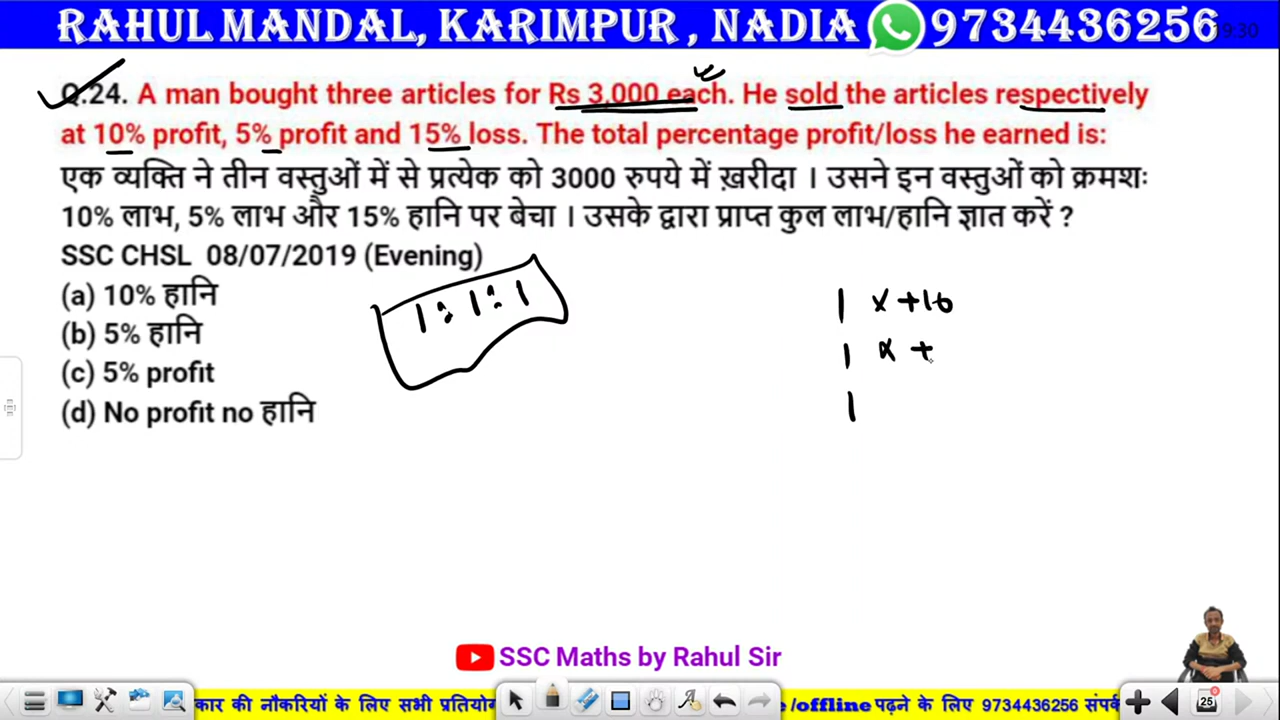 RAHUL MANDAL, KARIMPUR , NADIA 9734436256
Q.24. A man bought three articles for Rs 3,000 each. He sold the articles respectively
at 10% profit, 5% profit and 15% loss. The total percentage profit/loss he earned is:
एक व्यक्ति ने तीन वस्तुओं में से प्रत्येक को 3000 रुपये में ख़रीदा । उसने इन वस्तुओं को क्रमशः
10% लाभ, 5% लाभ और 15% हानि पर बेचा । उसके द्वारा प्राप्त कुल लाभ/हानि ज्ञात करें ?
SSC CHSL 08/07/2019 (Evening)
(a) 10% हानि
(b) 5% हानि
(c) 5% profit
(d) No profit no हानि
1 : 1 : 1
1 x +10
1 x +
1
SSC Maths by Rahul Sir
कार की नौकरियों के लिए सभी प्रतियो
/offline पढ़ने के लिए 9734436256 संपर्क
25